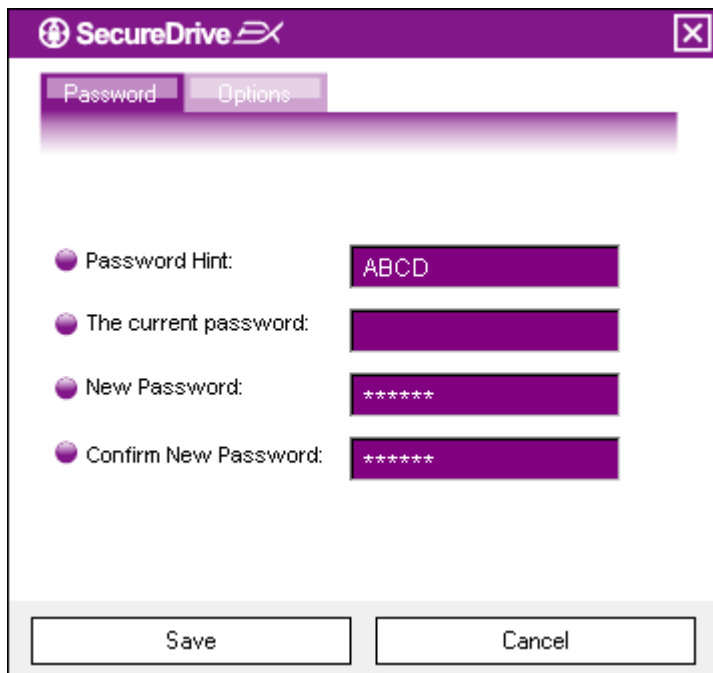 SecureDrive EX
Password Options
Password Hint: ABCD
The current password:
New Password: ******
Confirm New Password: ******
Save Cancel